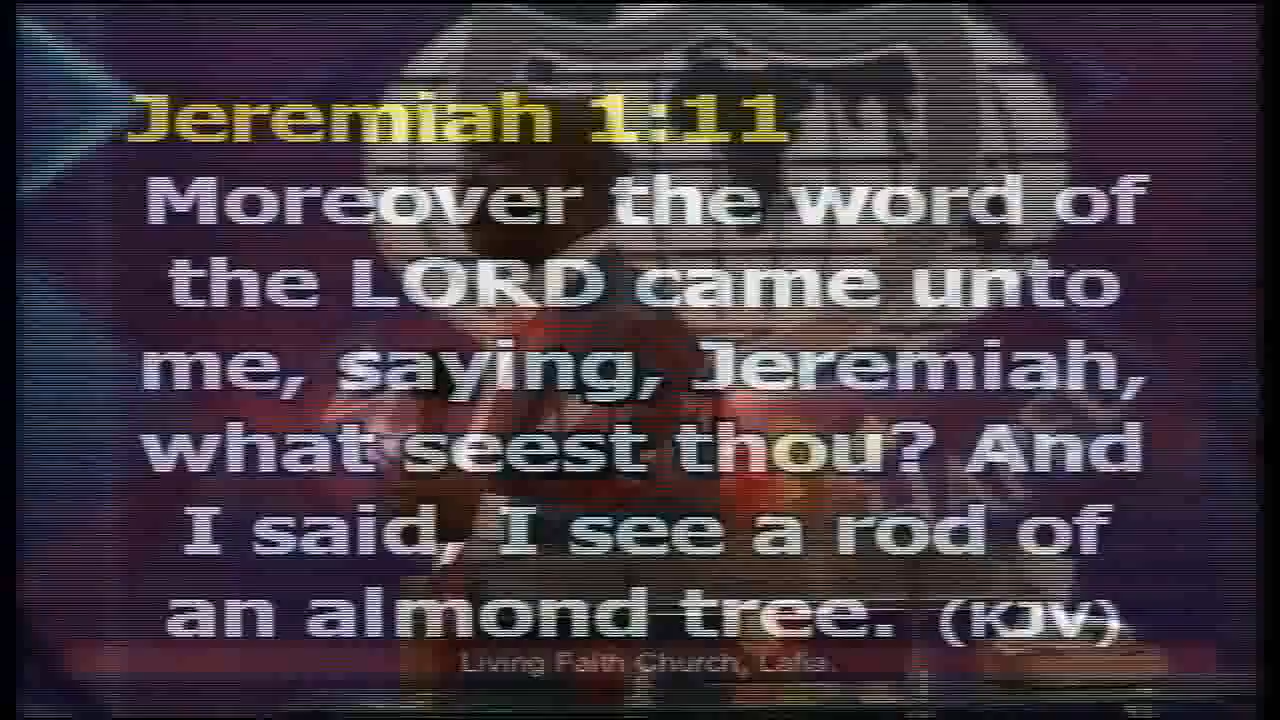 Jeremiah 1:11
Moreover the word of
the LORD came unto
me, saying, Jeremiah,
what seest thou? And
I said, I see a rod of
an almond tree. (KJV)
Living Faith Church, Lafia.